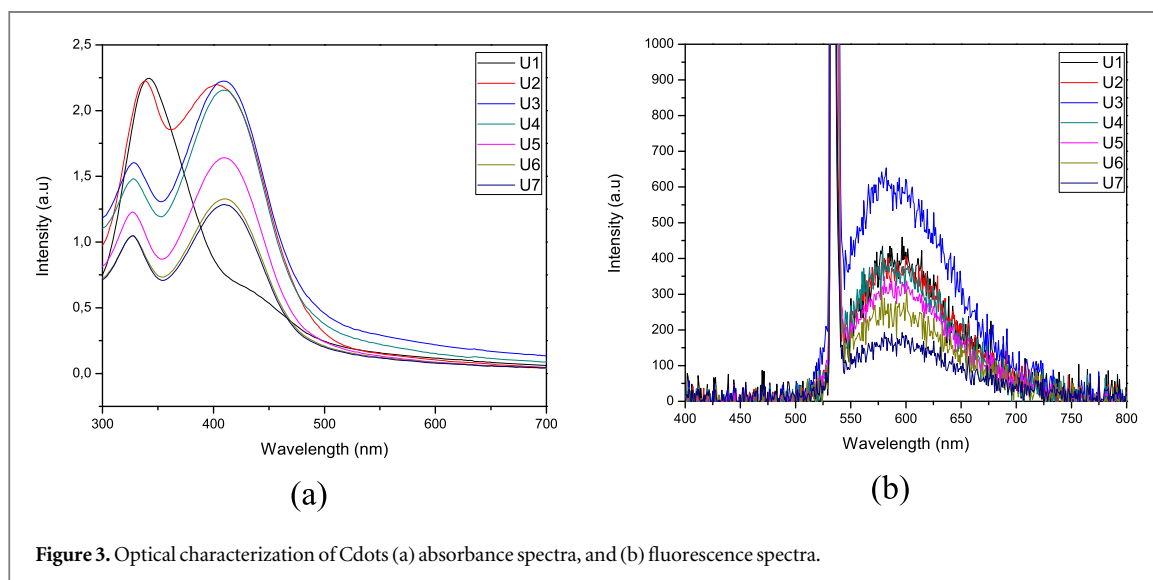 2,5
2,0
1,5
1,0
0,5
0,0
Intensity (a.u)
300 400 500 600 700
Wavelength (nm)
U1
U2
U3
U4
U5
U6
U7
(a)
1000
900
800
700
600
500
400
300
200
100
0
Intensity (a.u)
400 450 500 550 600 650 700 750 800
Wavelength (nm)
U1
U2
U3
U4
U5
U6
U7
(b)
Figure 3. Optical characterization of Cdots (a) absorbance spectra, and (b) fluorescence spectra.